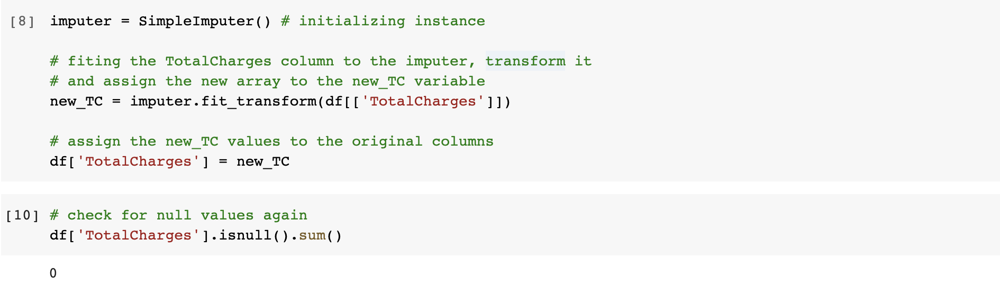 [8] imputer = SimpleImputer() # initializing instance
# fiting the TotalCharges column to the imputer, transform it
# and assign the new array to the new_TC variable
new_TC = imputer.fit_transform(df[['TotalCharges']])
# assign the new_TC values to the original columns
df['TotalCharges'] = new_TC
[10] # check for null values again
df['TotalCharges'].isnull().sum()
0